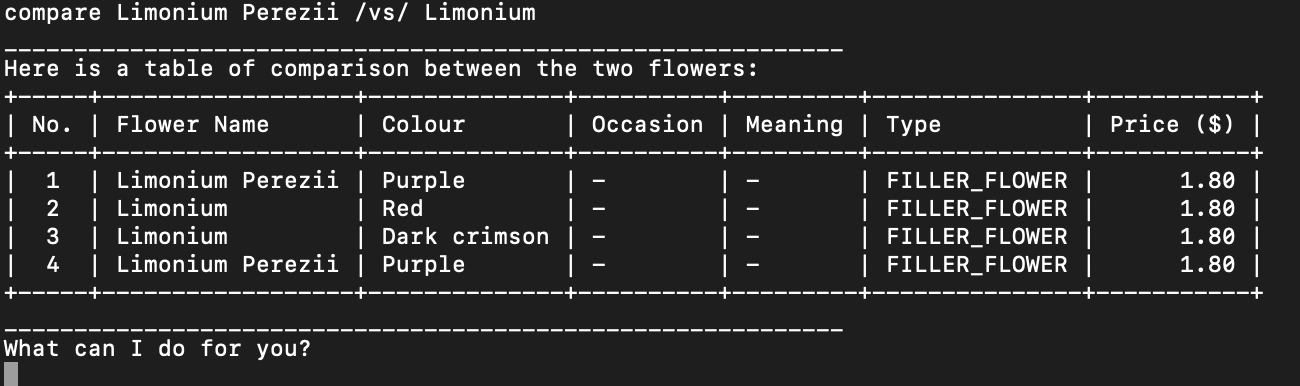 compare Limonium Perezii /vs/ Limonium
____________________________________________________________
Here is a table of comparison between the two flowers:
+-----+------------------+--------------+----------+---------+---------------+-----------+
| No. | Flower Name      | Colour       | Occasion | Meaning | Type          | Price ($) |
+-----+------------------+--------------+----------+---------+---------------+-----------+
|  1  | Limonium Perezii | Purple       | -        | -       | FILLER_FLOWER |      1.80 |
|  2  | Limonium         | Red          | -        | -       | FILLER_FLOWER |      1.80 |
|  3  | Limonium         | Dark crimson | -        | -       | FILLER_FLOWER |      1.80 |
|  4  | Limonium Perezii | Purple       | -        | -       | FILLER_FLOWER |      1.80 |
+-----+------------------+--------------+----------+---------+---------------+-----------+
____________________________________________________________
What can I do for you?